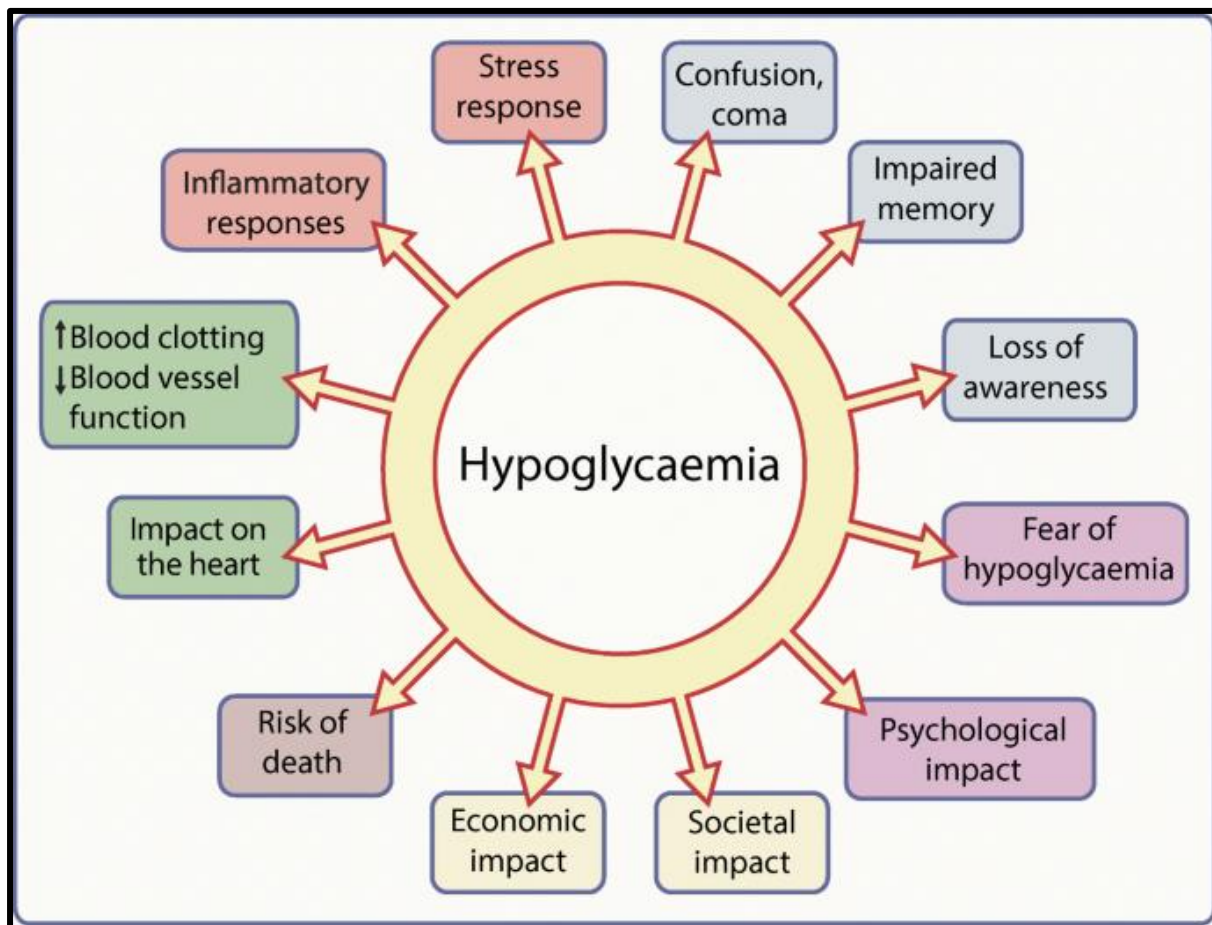 Stress
response
Confusion,
coma
Impaired
memory
Loss of
awareness
Fear of
hypoglycaemia
Psychological
impact
Societal
impact
Economic
impact
Risk of
death
Impact on
the heart
↑Blood clotting
↓Blood vessel
function
Inflammatory
responses
Hypoglycaemia